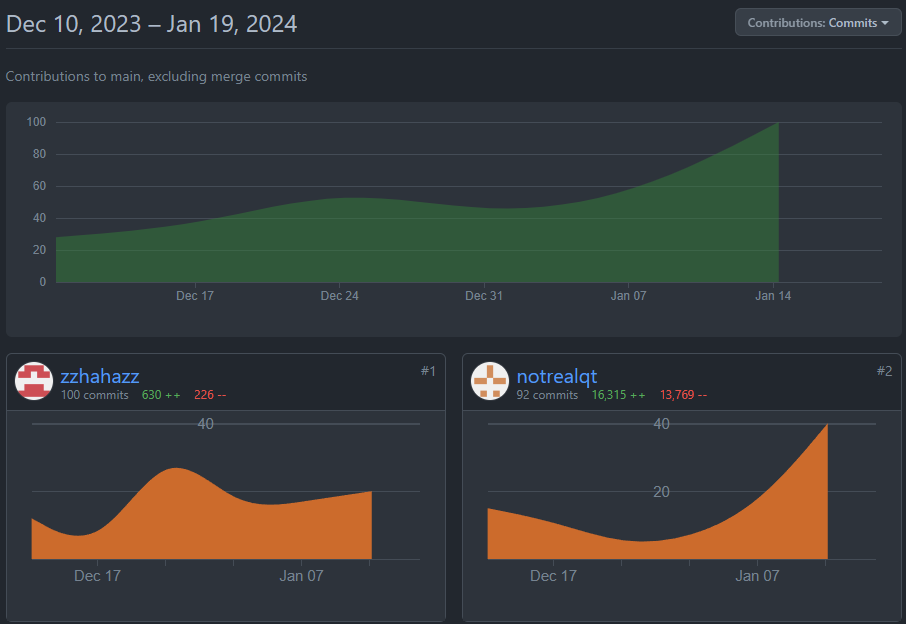 Dec 10, 2023 – Jan 19, 2024
Contributions: Commits
Contributions to main, excluding merge commits
100
80
60
40
20
0
Dec 17 Dec 24 Dec 31 Jan 07 Jan 14
zzhahazz #1
100 commits 630 ++ 226 --
40
Dec 17 Jan 07
notrealqt #2
92 commits 16,315 ++ 13,769 --
40
20
Dec 17 Jan 07